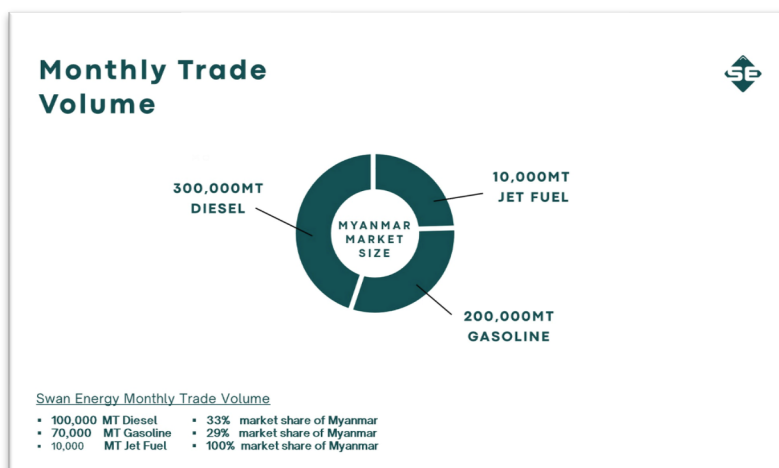 Monthly Trade
Volume
SE
300,000MT
DIESEL
10,000MT
JET FUEL
MYANMAR
MARKET
SIZE
200,000MT
GASOLINE
Swan Energy Monthly Trade Volume
▪ 100,000 MT Diesel ▪ 33% market share of Myanmar
▪ 70,000 MT Gasoline ▪ 29% market share of Myanmar
▪ 10,000 MT Jet Fuel ▪ 100% market share of Myanmar